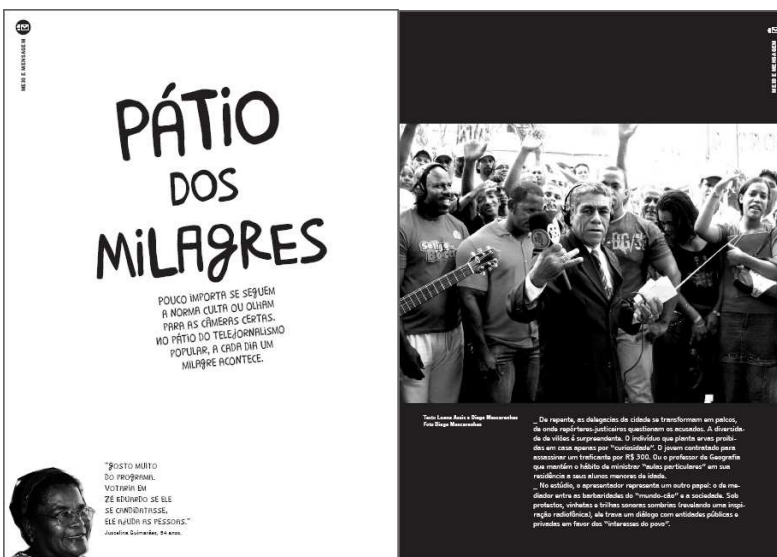 MEIO E MENSAGEM
PÁTIO
DOS
MILAGRES
POUCO IMPORTA SE SEGUEM
A NORMA CULTA OU OLHAM
PARA AS CÂMERAS CERTAS.
NO PÁTIO DO TELEJORNALISMO
POPULAR, A CADA DIA UM
MILAGRE ACONTECE.
"GOSTO MUITO
DO PROGRAMA.
VOTARIA EM
ZÉ EDUARDO SE ELE
SE CANDIDATASSE,
ELE AJUDA AS PESSOAS."
Juscelina Guimarães, 54 anos.
MEIO E MENSAGEM
BG/S
Texto Luana Assis e Diego Mascarenhas
Foto Diego Mascarenhas
_ De repente, as delegacias da cidade se transformam em palcos,
de onde repórteres-justiceiros questionam os acusados. A diversida-
de de vilões é surpreendente. O indivíduo que planta ervas proibi-
das em casa apenas por "curiosidade". O jovem contratado para
assassinar um traficante por R$ 300. Ou o professor de Geografia
que mantém o hábito de ministrar "aulas particulares" em sua
residência a seus alunos menores de idade.
_ No estúdio, o apresentador representa um outro papel: o de me-
diador entre as barbaridades do "mundo-cão" e a sociedade. Sob
protestos, vinhetas e trilhas sonoras sombrias (revelando uma inspi-
ração radiofônica), ele trava um diálogo com entidades públicas e
privadas em favor dos "interesses do povo".